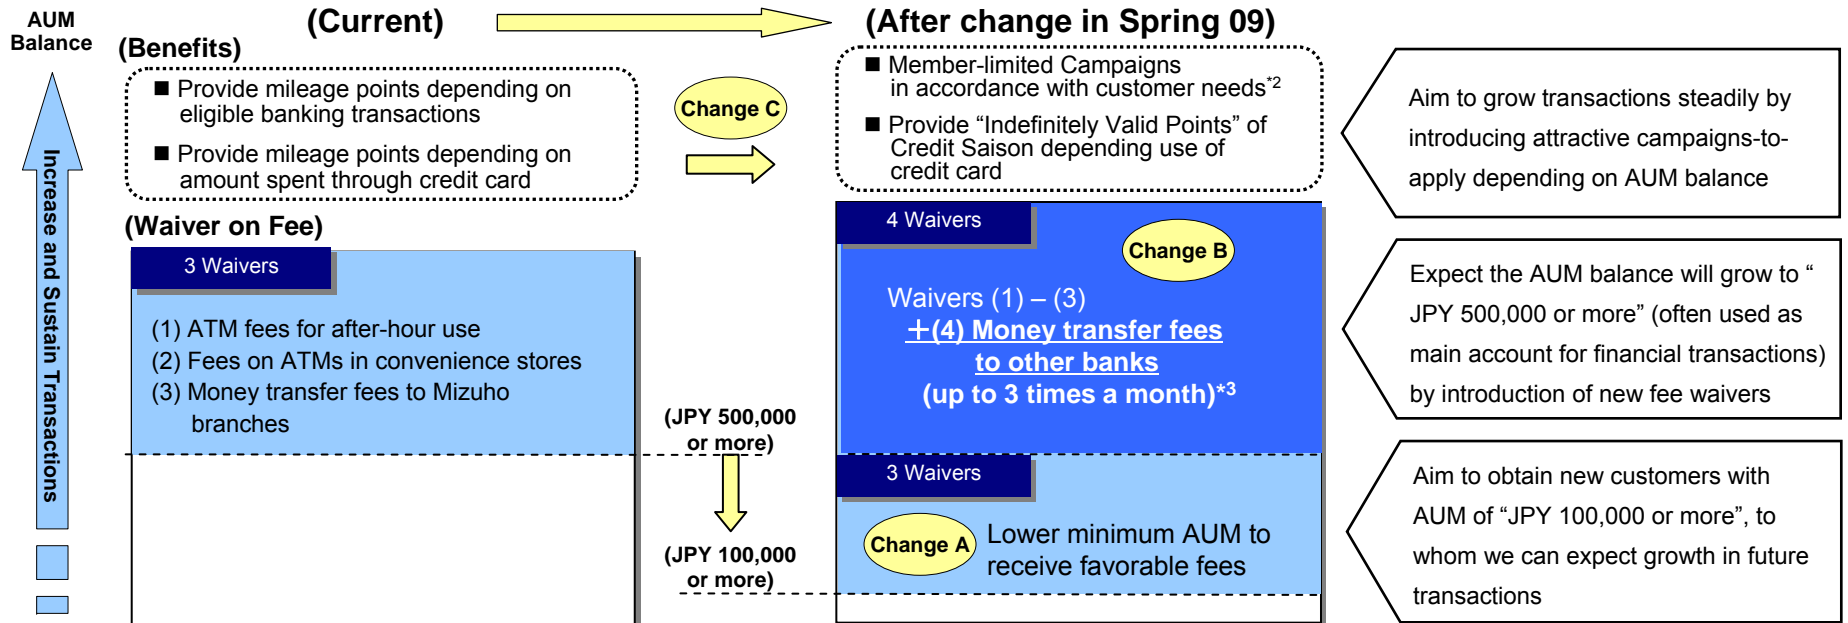 AUM
Balance
(Current)
(After change in Spring 09)
(Benefits)
■ Provide mileage points depending on
eligible banking transactions
■ Provide mileage points depending on
amount spent through credit card
Change C
■ Member-limited Campaigns
in accordance with customer needs*2
■ Provide “Indefinitely Valid Points” of
Credit Saison depending use of
credit card
Aim to grow transactions steadily by
introducing attractive campaigns-to-
apply depending on AUM balance
Increase and Sustain Transactions
(Waiver on Fee)
3 Waivers
(1) ATM fees for after-hour use
(2) Fees on ATMs in convenience stores
(3) Money transfer fees to Mizuho
branches
(JPY 500,000
or more)
(JPY 100,000
or more)
4 Waivers
Change B
Waivers (1) – (3)
+(4) Money transfer fees
to other banks
(up to 3 times a month)*3
Expect the AUM balance will grow to “
JPY 500,000 or more” (often used as
main account for financial transactions)
by introduction of new fee waivers
3 Waivers
Change A
Lower minimum AUM to
receive favorable fees
Aim to obtain new customers with
AUM of “JPY 100,000 or more”, to
whom we can expect growth in future
transactions